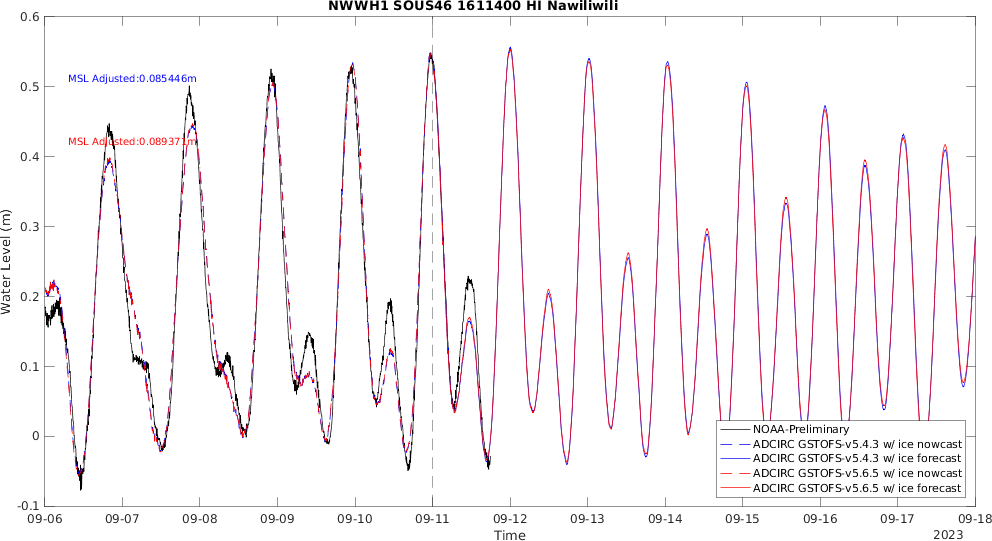 NWWH1 SOUS46 1611400 HI Nawiliwili
0.6
0.5
0.4
0.3
0.2
0.1
0
-0.1
Water Level (m)
MSL Adjusted:0.085446m
MSL Adjusted:0.089371m
NOAA-Preliminary
ADCIRC GSTOFS-v5.4.3 w/ ice nowcast
ADCIRC GSTOFS-v5.4.3 w/ ice forecast
ADCIRC GSTOFS-v5.6.5 w/ ice nowcast
ADCIRC GSTOFS-v5.6.5 w/ ice forecast
09-06 09-07 09-08 09-09 09-10 09-11 09-12 09-13 09-14 09-15 09-16 09-17 09-18
Time
2023